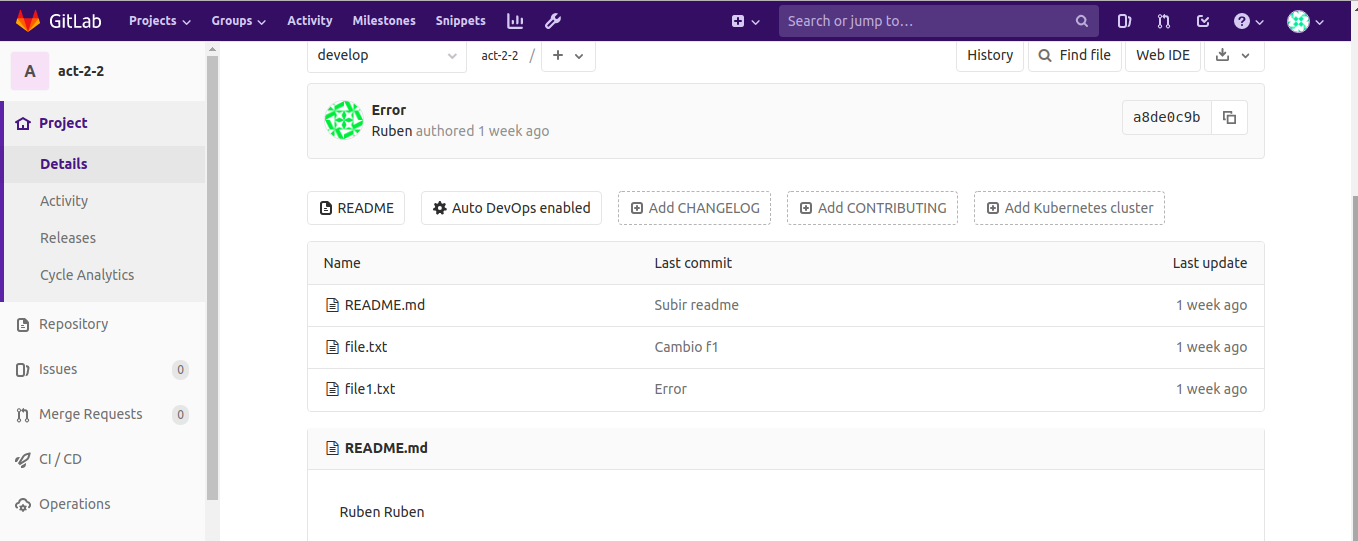 GitLab Projects Groups Activity Milestones Snippets Search or jump to…
A act-2-2
Project
Details
Activity
Releases
Cycle Analytics
Repository
Issues 0
Merge Requests 0
CI / CD
Operations
develop act-2-2 / + History Find file Web IDE
Error
Ruben authored 1 week ago
a8de0c9b
README Auto DevOps enabled Add CHANGELOG Add CONTRIBUTING Add Kubernetes cluster
Name Last commit Last update
README.md Subir readme 1 week ago
file.txt Cambio f1 1 week ago
file1.txt Error 1 week ago
README.md
Ruben Ruben